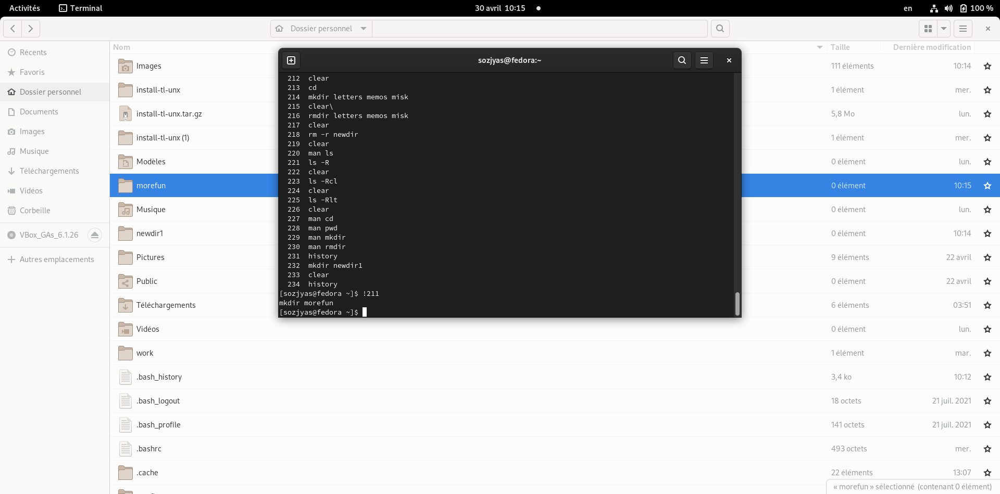 Activités Terminal 30 avril 10:15 en 100 %
Dossier personnel
Récents
Favoris
Dossier personnel
Documents
Images
Musique
Téléchargements
Vidéos
Corbeille
VBox_GAs_6.1.26
Autres emplacements
Nom Taille Dernière modification
Images 111 éléments 10:14
install-tl-unx 1 élément mer.
install-tl-unx.tar.gz 5,8 Mo lun.
install-tl-unx (1) 1 élément mer.
Modèles 0 élément lun.
morefun 0 élément 10:15
Musique 0 élément lun.
newdir1 0 élément 10:14
Pictures 9 éléments 22 avril
Public 0 élément 22 avril
Téléchargements 6 éléments 03:51
Vidéos 0 élément lun.
work 1 élément mar.
.bash_history 3,4 ko 10:12
.bash_logout 18 octets 21 juil. 2021
.bash_profile 141 octets 21 juil. 2021
.bashrc 493 octets mer.
.cache 22 éléments 13:07
« morefun » sélectionné (contenant 0 élément)
sozjyas@fedora:~
212 clear
213 cd
214 mkdir letters memos misk
215 clear\
216 rmdir letters memos misk
217 clear
218 rm -r newdir
219 clear
220 man ls
221 ls -R
222 clear
223 ls -Rcl
224 clear
225 ls -Rlt
226 clear
227 man cd
228 man pwd
229 man mkdir
230 man rmdir
231 history
232 mkdir newdir1
233 clear
234 history
[sozjyas@fedora ~]$ !211
mkdir morefun
[sozjyas@fedora ~]$